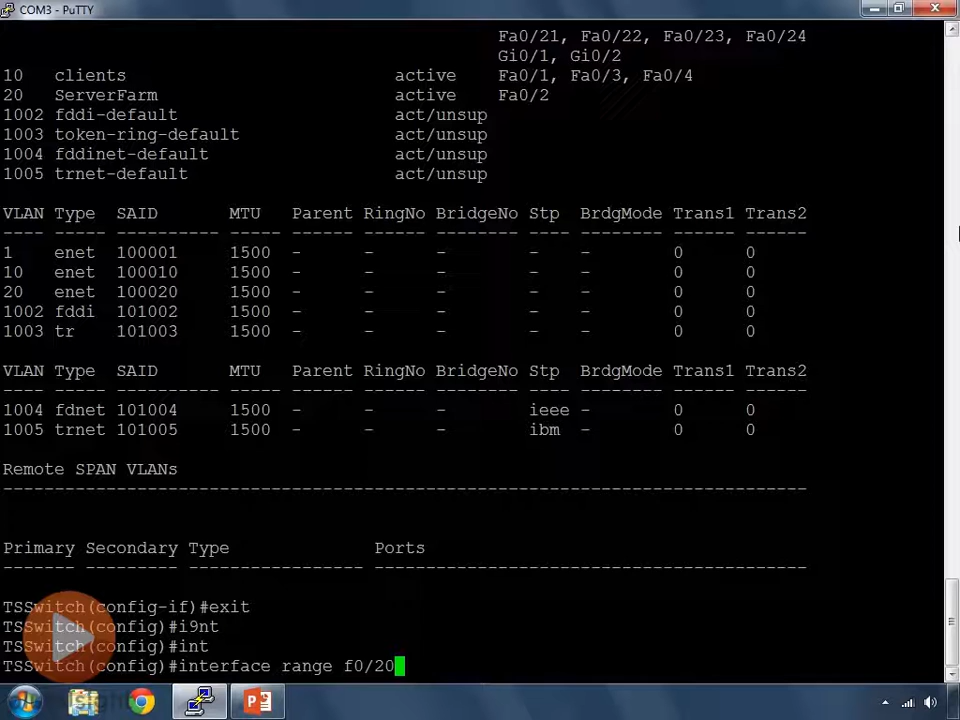 COM3 - PuTTY
Fa0/21, Fa0/22, Fa0/23, Fa0/24
Gi0/1, Gi0/2
10   clients                          active    Fa0/1, Fa0/3, Fa0/4
20   ServerFarm                       active    Fa0/2
1002 fddi-default                     act/unsup
1003 token-ring-default               act/unsup
1004 fddinet-default                  act/unsup
1005 trnet-default                    act/unsup
VLAN Type  SAID       MTU   Parent RingNo BridgeNo Stp  BrdgMode Trans1 Trans2
---- ----- ---------- ----- ------ ------ -------- ---- -------- ------ ------
1    enet  100001     1500  -      -      -        -    -        0      0
10   enet  100010     1500  -      -      -        -    -        0      0
20   enet  100020     1500  -      -      -        -    -        0      0
1002 fddi  101002     1500  -      -      -        -    -        0      0
1003 tr    101003     1500  -      -      -        -    -        0      0
VLAN Type  SAID       MTU   Parent RingNo BridgeNo Stp  BrdgMode Trans1 Trans2
---- ----- ---------- ----- ------ ------ -------- ---- -------- ------ ------
1004 fdnet 101004     1500  -      -      -        ieee -        0      0
1005 trnet 101005     1500  -      -      -        ibm  -        0      0
Remote SPAN VLANs
------------------------------------------------------------------------------
Primary Secondary Type              Ports
------- --------- ----------------- ------------------------------------------
TSSwitch(config-if)#exit
TSSwitch(config)#i9nt
TSSwitch(config)#int
TSSwitch(config)#interface range f0/20